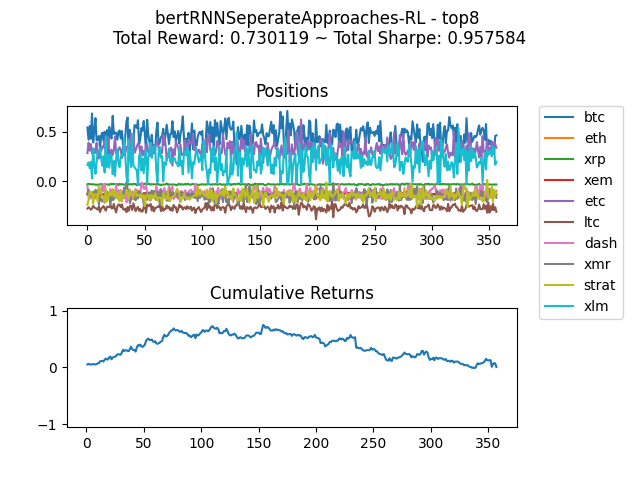 bertRNNSeperateApproaches-RL - top8
Total Reward: 0.730119 ~ Total Sharpe: 0.957584
Positions
0.5
0.0
0 50 100 150 200 250 300 350
btc
eth
xrp
xem
etc
ltc
dash
xmr
strat
xlm
Cumulative Returns
1
0
−1
0 50 100 150 200 250 300 350